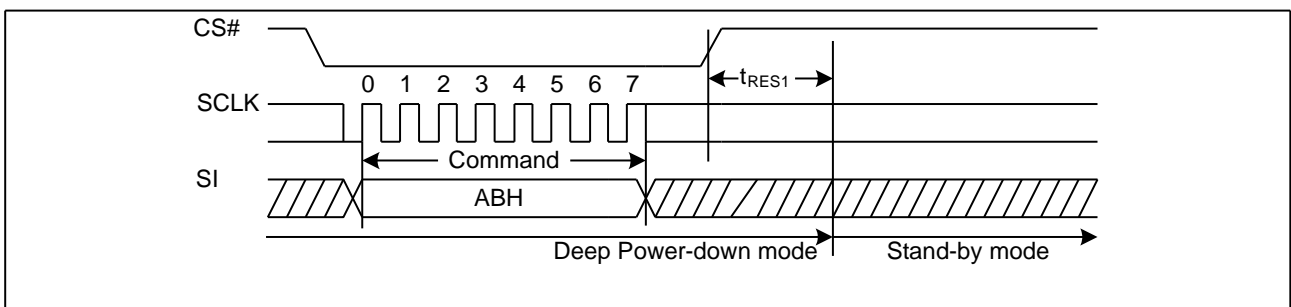 CS#
0 1 2 3 4 5 6 7
tRES1
SCLK
Command
SI
ABH
Deep Power-down mode
Stand-by mode